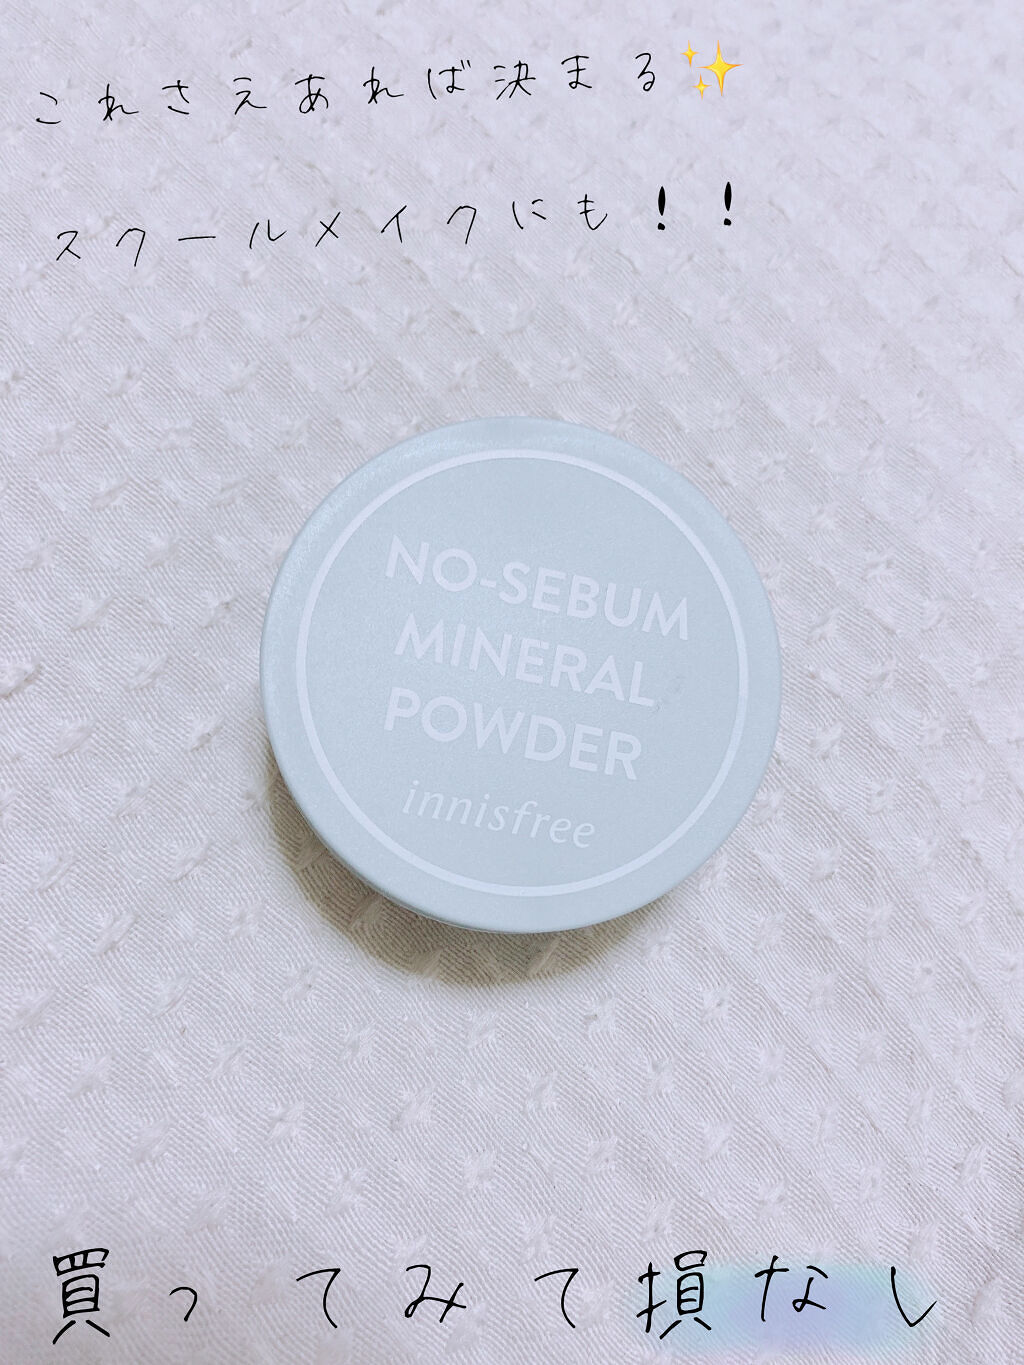 これさえあれば決まる✨
スクールメイクにも！！
NO-SEBUM
MINERAL
POWDER
innisfree
買ってみて損なし